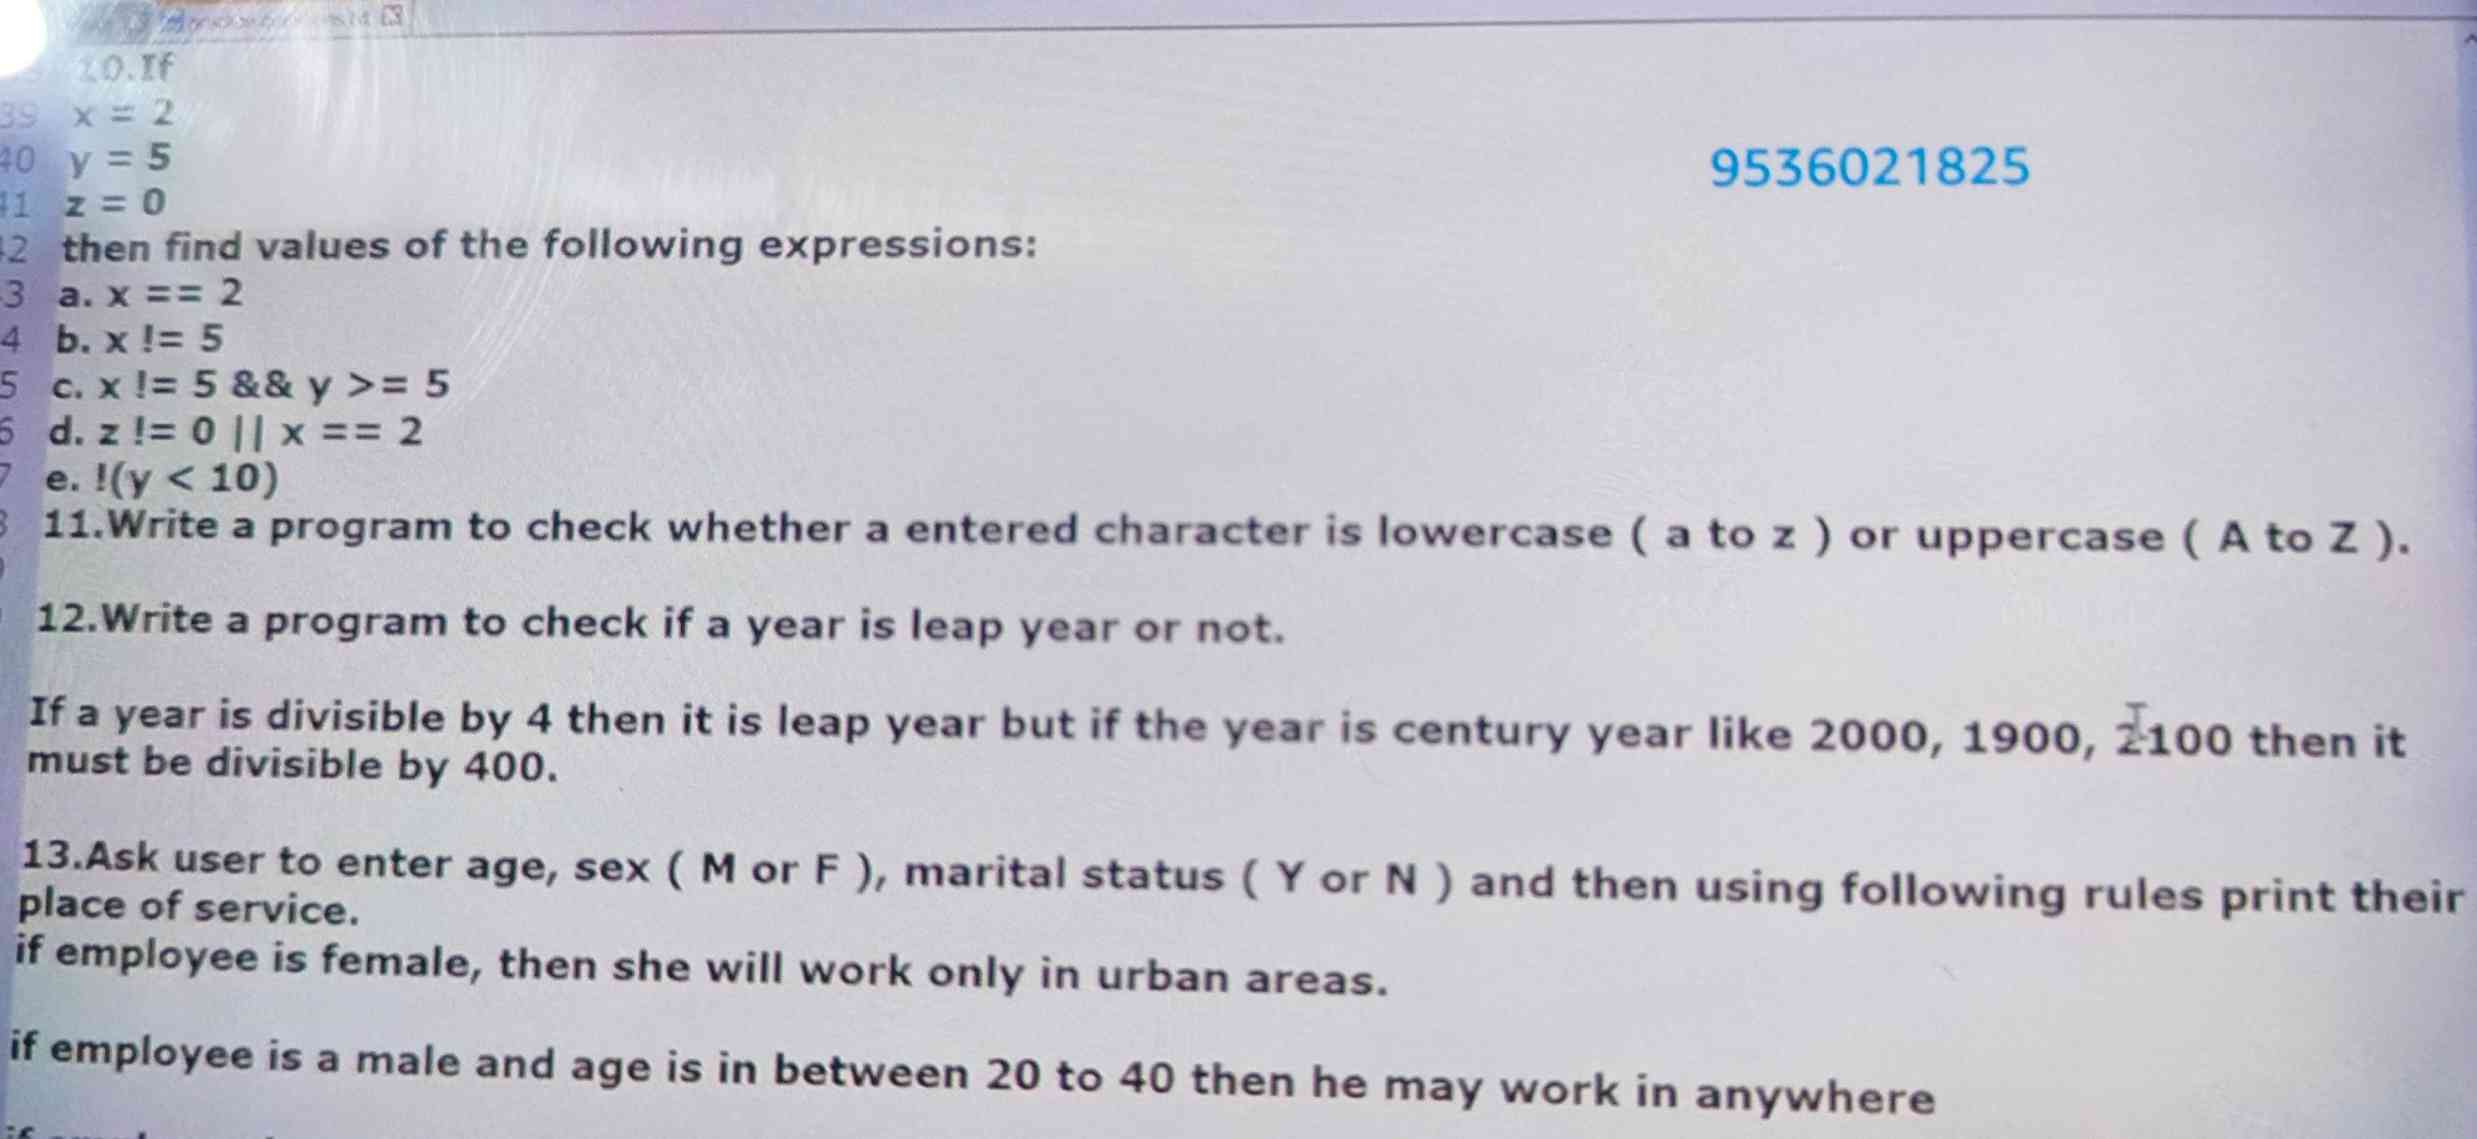 10.If
39 x = 2
40 y = 5
41 z = 0
9536021825
42 then find values of the following expressions:
3 a. x == 2
4 b. x != 5
5 c. x != 5 && y >= 5
6 d. z != 0 || x == 2
7 e. !(y < 10)
11.Write a program to check whether a entered character is lowercase ( a to z ) or uppercase ( A to Z ).
12.Write a program to check if a year is leap year or not.
If a year is divisible by 4 then it is leap year but if the year is century year like 2000, 1900, 2100 then it
must be divisible by 400.
13.Ask user to enter age, sex ( M or F ), marital status ( Y or N ) and then using following rules print their
place of service.
if employee is female, then she will work only in urban areas.
if employee is a male and age is in between 20 to 40 then he may work in anywhere